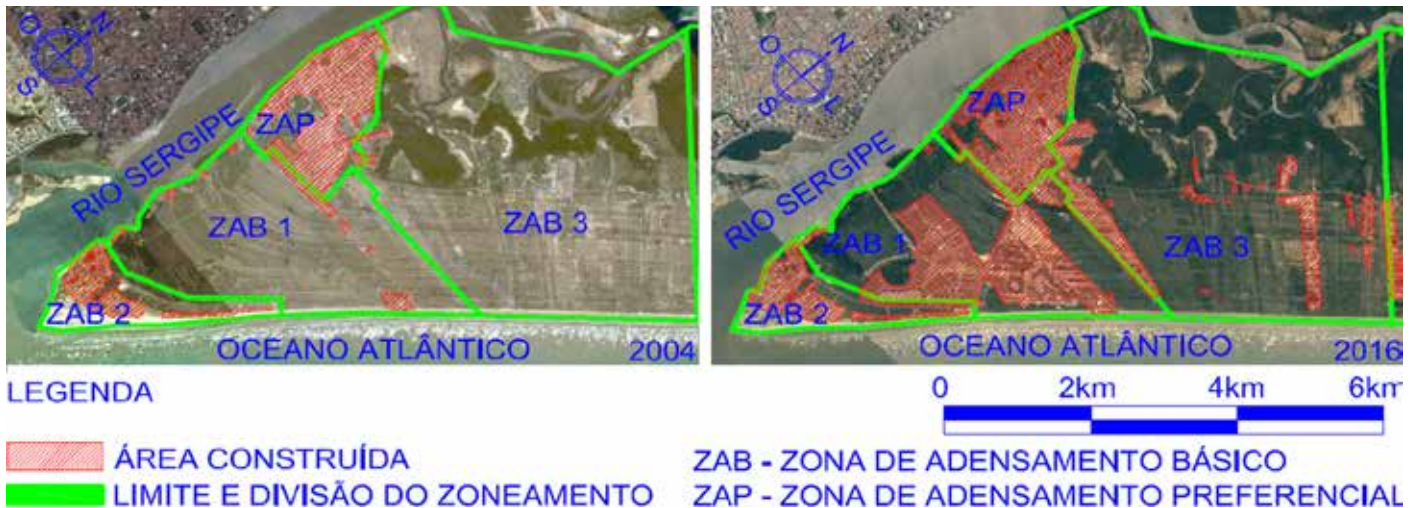 O N
S L
RIO SERGIPE
ZAP
ZAB 1
ZAB 3
ZAB 2
OCEANO ATLÂNTICO 2004
O N
S L
RIO SERGIPE
ZAP
ZAB 1
ZAB 3
ZAB 2
OCEANO ATLÂNTICO 2016
LEGENDA
0 2km 4km 6km
ÁREA CONSTRUÍDA
LIMITE E DIVISÃO DO ZONEAMENTO
ZAB - ZONA DE ADENSAMENTO BÁSICO
ZAP - ZONA DE ADENSAMENTO PREFERENCIAL